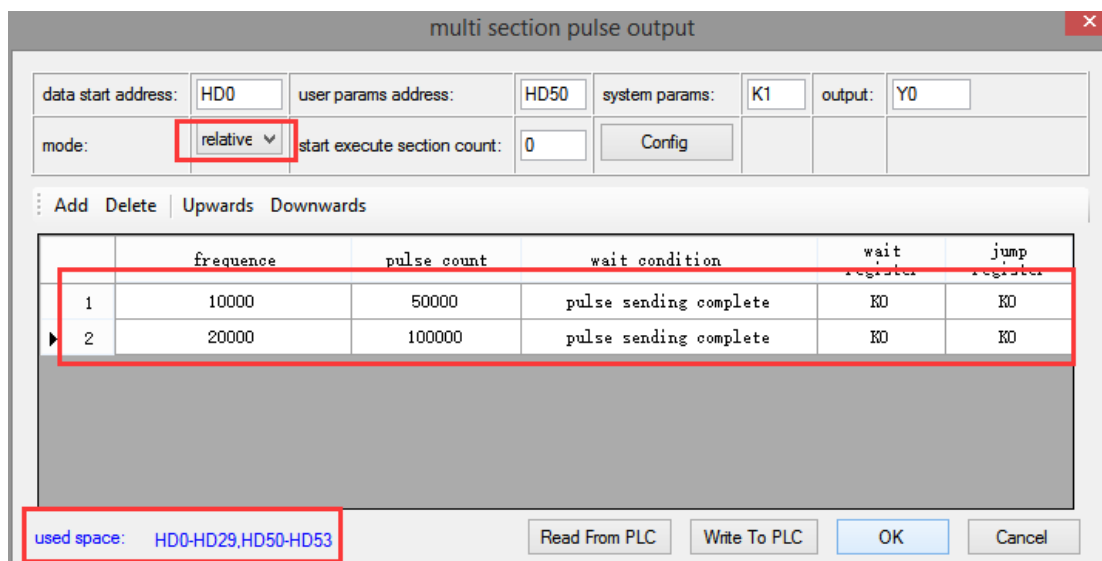 multi section pulse output
data start address: HD0 user params address: HD50 system params: K1 output: Y0
mode: relative start execute section count: 0 Config
Add Delete Upwards Downwards
frequence pulse count wait condition wait register jump register
1 10000 50000 pulse sending complete K0 K0
2 20000 100000 pulse sending complete K0 K0
used space: HD0-HD29,HD50-HD53 Read From PLC Write To PLC OK Cancel